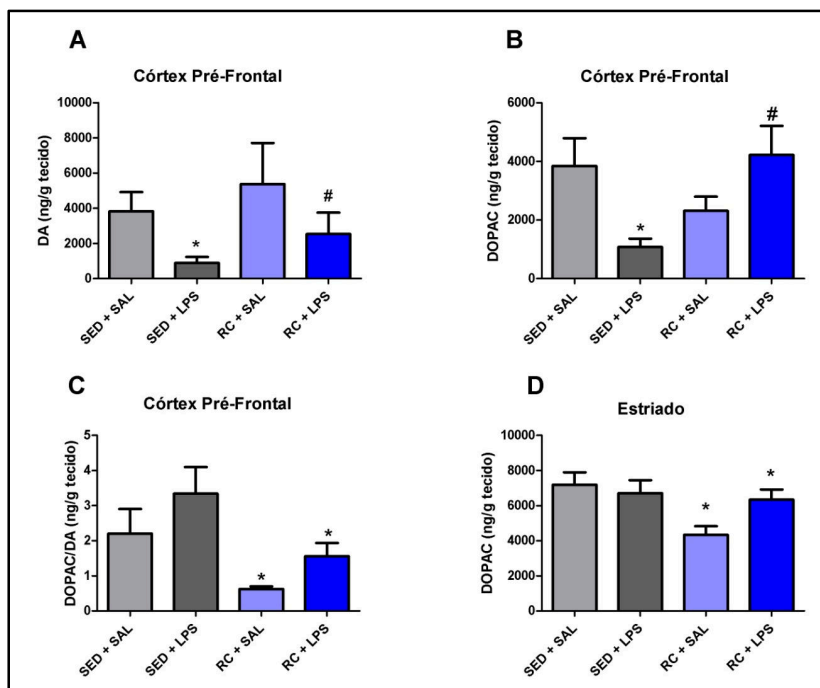 A
Córtex Pré-Frontal
DA (ng/g tecido)
10000
8000
6000
4000
2000
0
*
#
SED + SAL
SED + LPS
RC + SAL
RC + LPS
B
Córtex Pré-Frontal
DOPAC (ng/g tecido)
6000
4000
2000
0
*
#
SED + SAL
SED + LPS
RC + SAL
RC + LPS
C
Córtex Pré-Frontal
DOPAC/DA (ng/g tecido)
5
4
3
2
1
0
*
*
SED + SAL
SED + LPS
RC + SAL
RC + LPS
D
Estriado
DOPAC (ng/g tecido)
10000
8000
6000
4000
2000
0
*
*
SED + SAL
SED + LPS
RC + SAL
RC + LPS